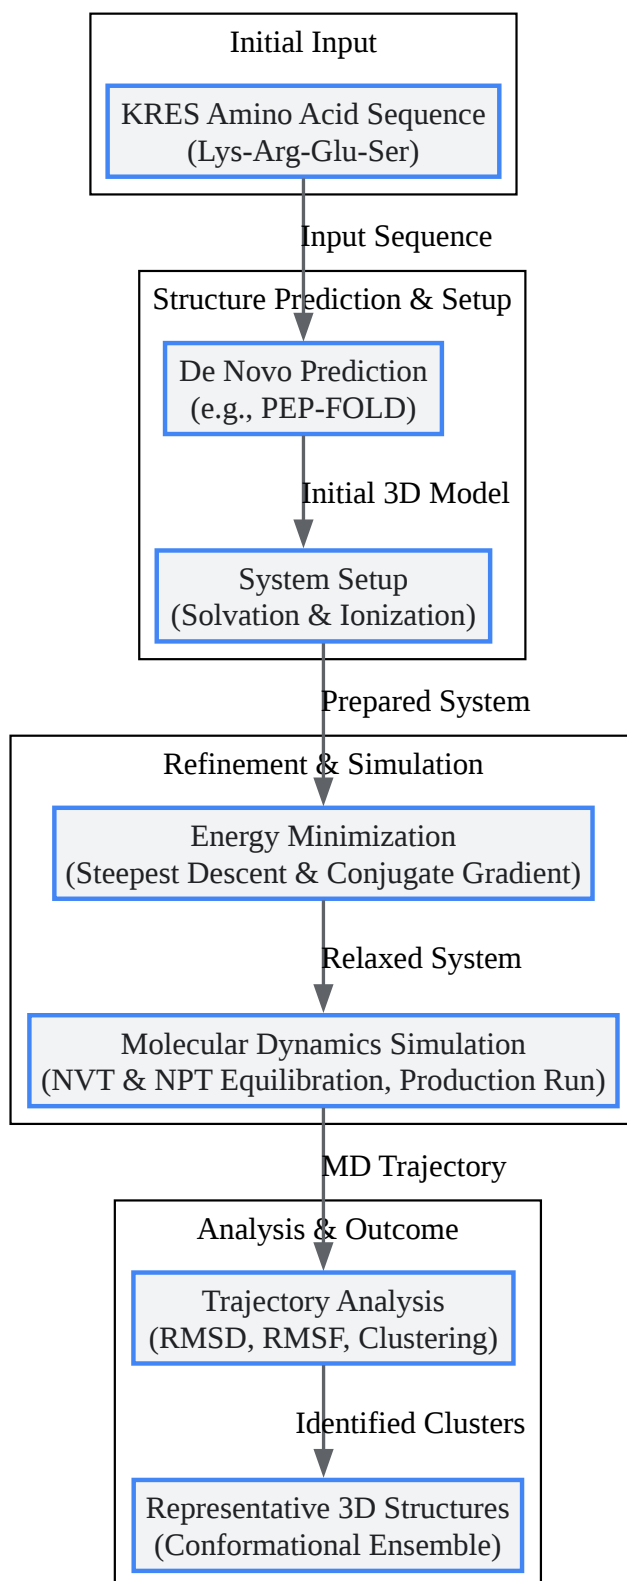 Initial Input
KRES Amino Acid Sequence
(Lys-Arg-Glu-Ser)
Input Sequence
Structure Prediction & Setup
De Novo Prediction
(e.g., PEP-FOLD)
Initial 3D Model
System Setup
(Solvation & Ionization)
Prepared System
Refinement & Simulation
Energy Minimization
(Steepest Descent & Conjugate Gradient)
Relaxed System
Molecular Dynamics Simulation
(NVT & NPT Equilibration, Production Run)
MD Trajectory
Analysis & Outcome
Trajectory Analysis
(RMSD, RMSF, Clustering)
Identified Clusters
Representative 3D Structures
(Conformational Ensemble)